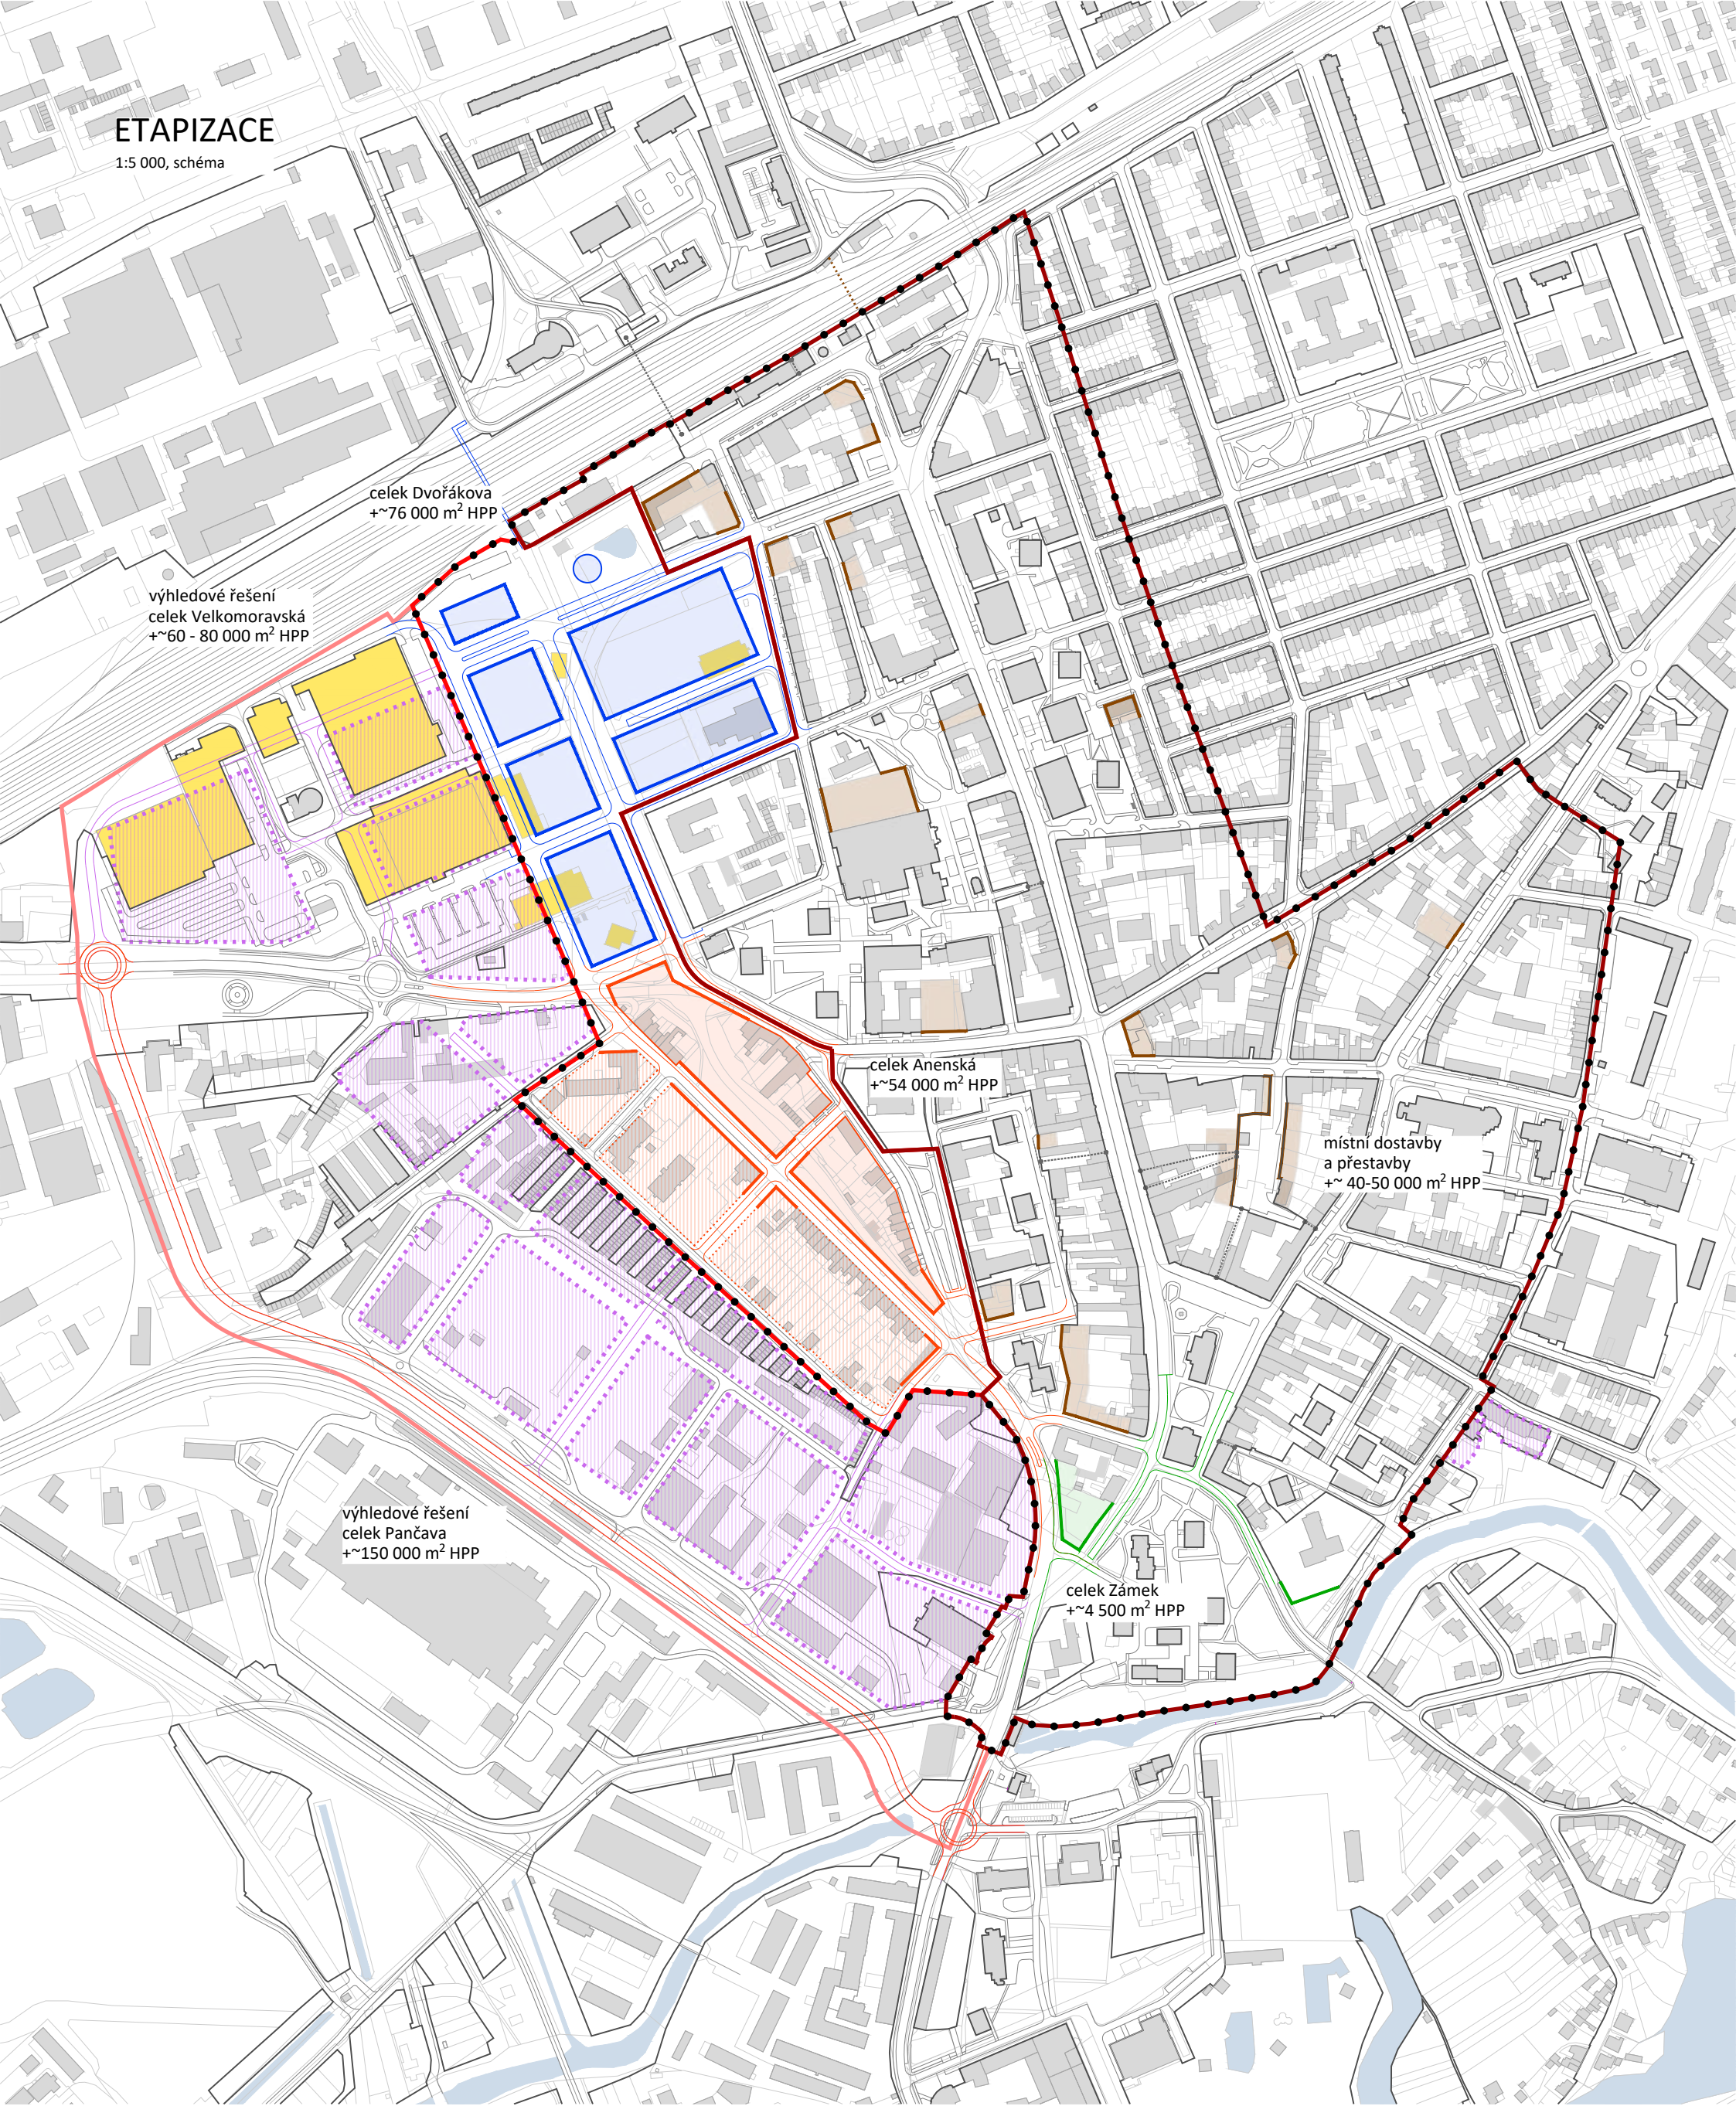 ETAPIZACE
1:5 000, schéma
celek Dvořákova
+~76 000 m² HPP
výhledové řešení
celek Velkomoravská
+~60 - 80 000 m² HPP
celek Anenská
+~54 000 m² HPP
místní dostavby
a přestavby
+~ 40-50 000 m² HPP
výhledové řešení
celek Pančava
+~150 000 m² HPP
celek Zámek
+~4 500 m² HPP